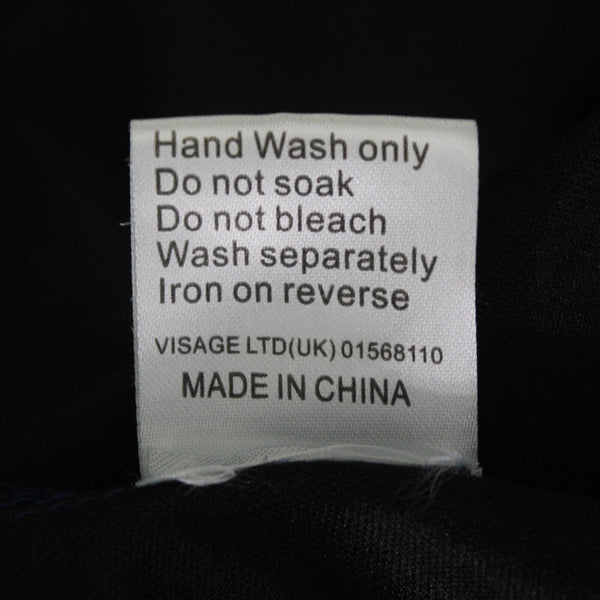 Hand Wash only
Do not soak
Do not bleach
Wash separately
Iron on reverse
VISAGE LTD(UK) 01568110
MADE IN CHINA